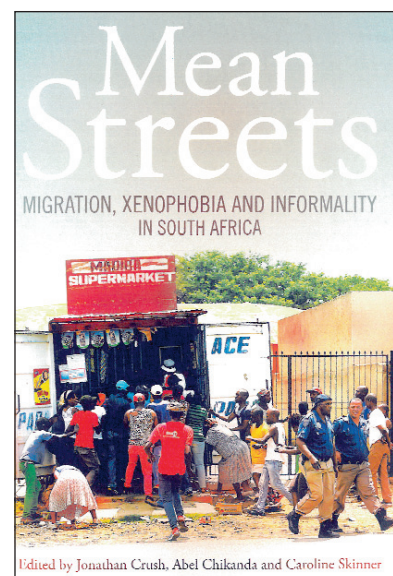 Mean
Streets
MIGRATION, XENOPHOBIA AND INFORMALITY
IN SOUTH AFRICA
MADIBA
SUPERMARKET
ACE
Edited by Jonathan Crush, Abel Chikanda and Caroline Skinner